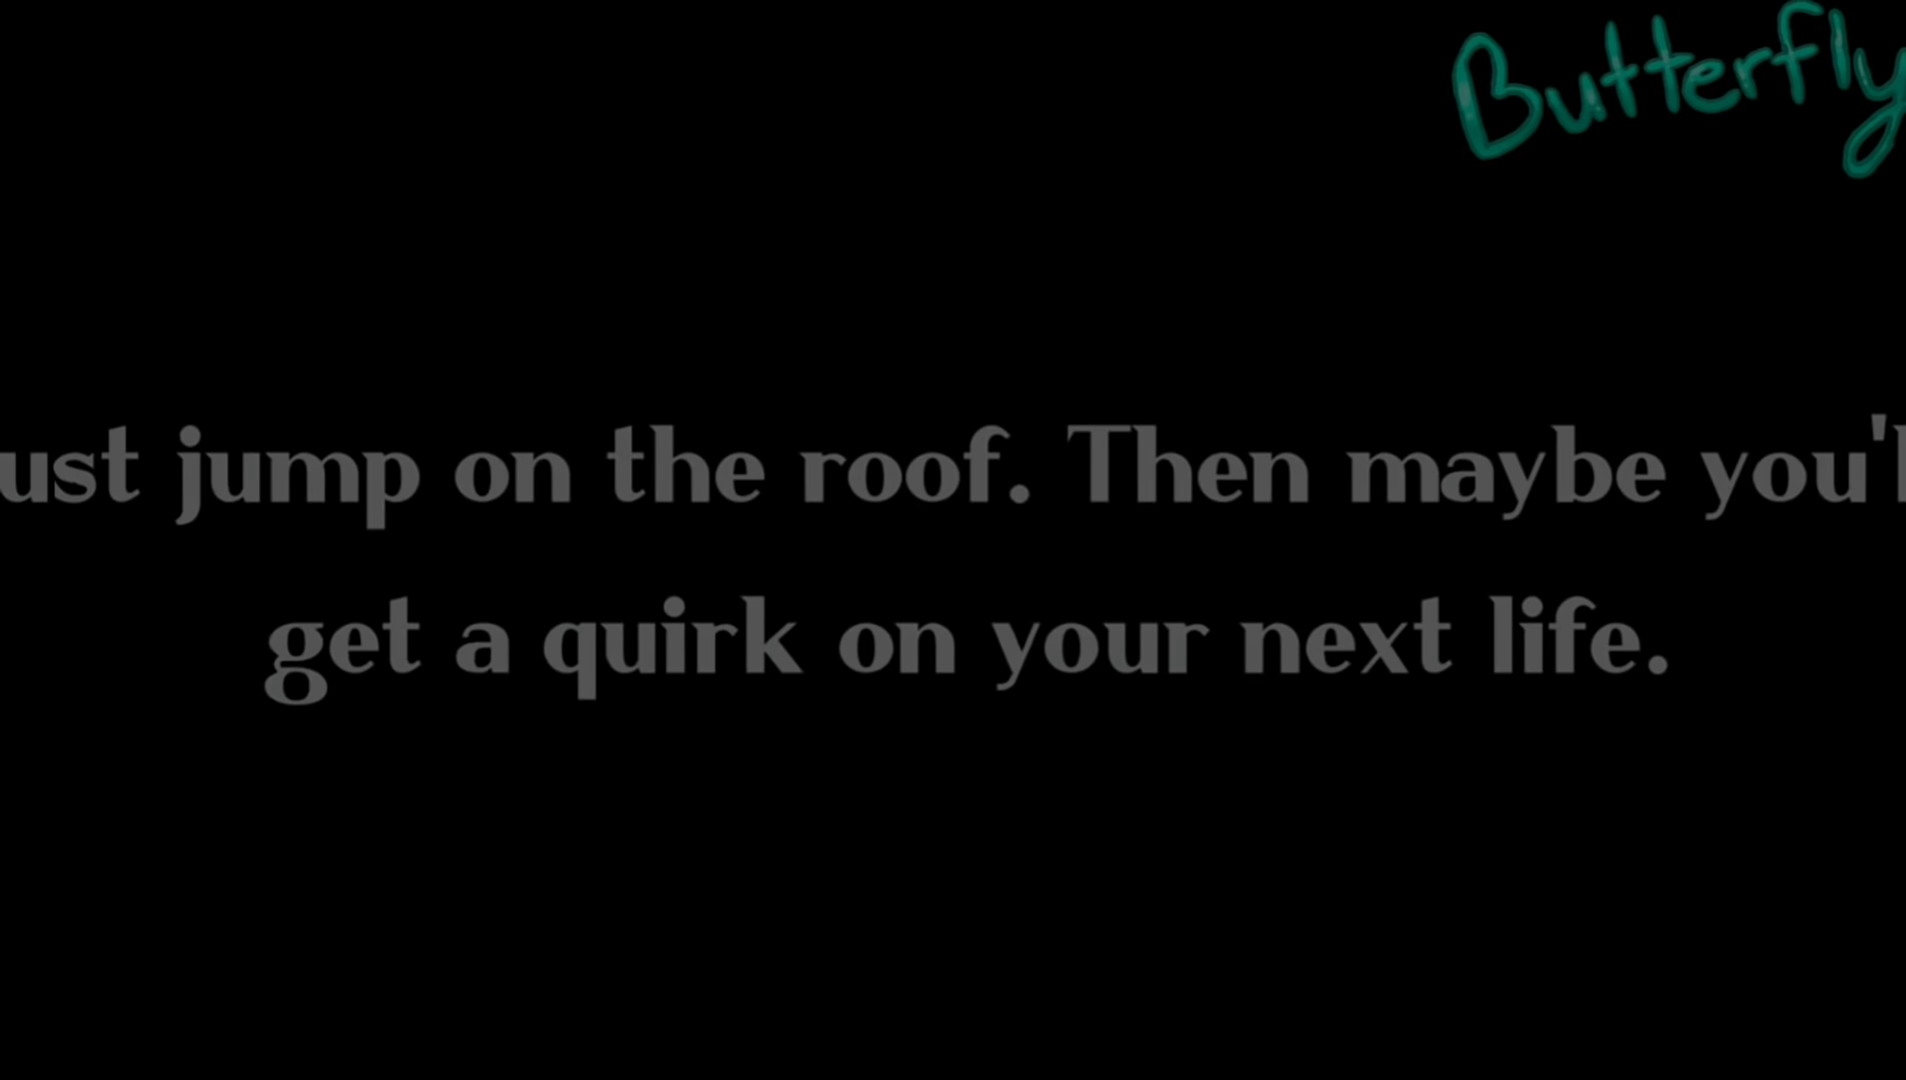 Butterfly
ust jump on the roof. Then maybe you'l
get a quirk on your next life.